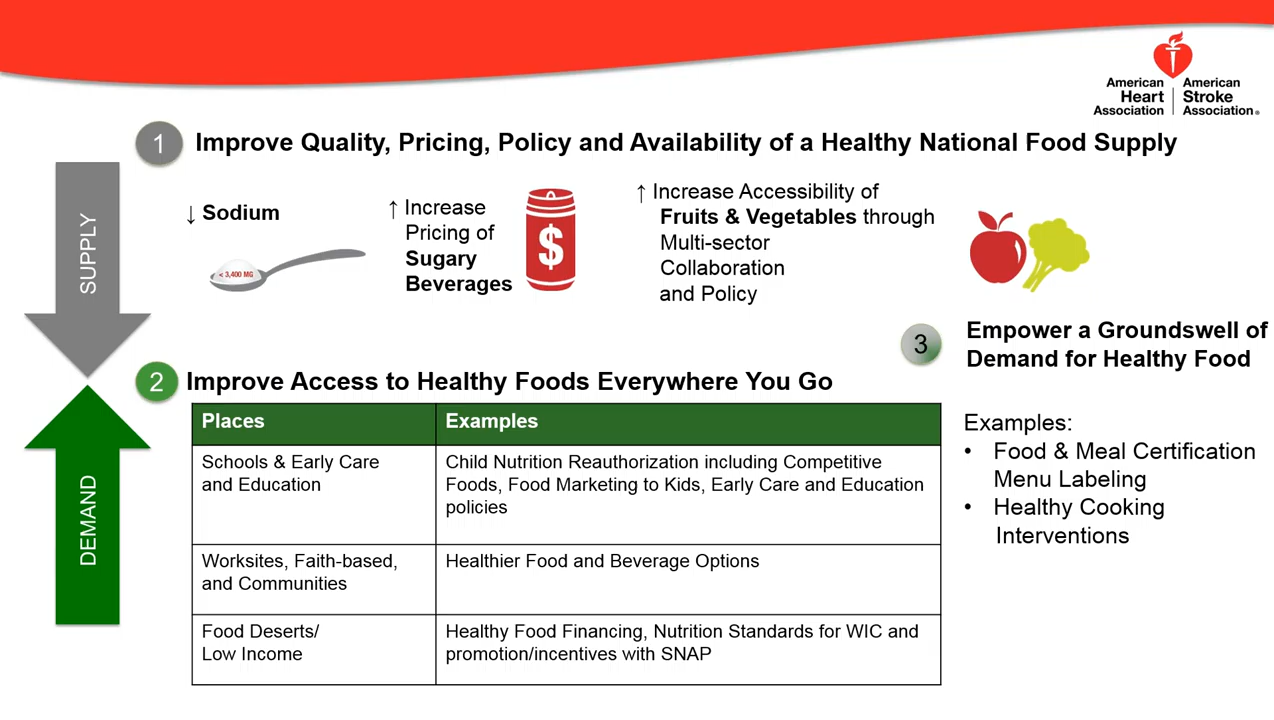 American
Heart
Association
American
Stroke
Association®
1
Improve Quality, Pricing, Policy and Availability of a Healthy National Food Supply
SUPPLY
↓ Sodium
< 3,400 MG
↑ Increase
Pricing of
Sugary
Beverages
$
↑ Increase Accessibility of
Fruits & Vegetables through
Multi-sector
Collaboration
and Policy
2
Improve Access to Healthy Foods Everywhere You Go
DEMAND
Places
Examples
Schools & Early Care
and Education
Child Nutrition Reauthorization including Competitive
Foods, Food Marketing to Kids, Early Care and Education
policies
Worksites, Faith-based,
and Communities
Healthier Food and Beverage Options
Food Deserts/
Low Income
Healthy Food Financing, Nutrition Standards for WIC and
promotion/incentives with SNAP
3
Empower a Groundswell of
Demand for Healthy Food
Examples:
• Food & Meal Certification
Menu Labeling
• Healthy Cooking
Interventions